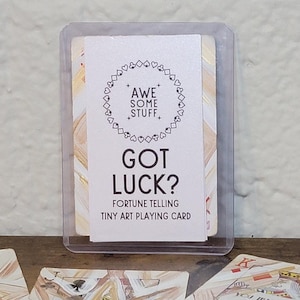 AWE
SOME
STUFF
GOT
LUCK?
FORTUNE TELLING
TINY ART PLAYING CARD
K